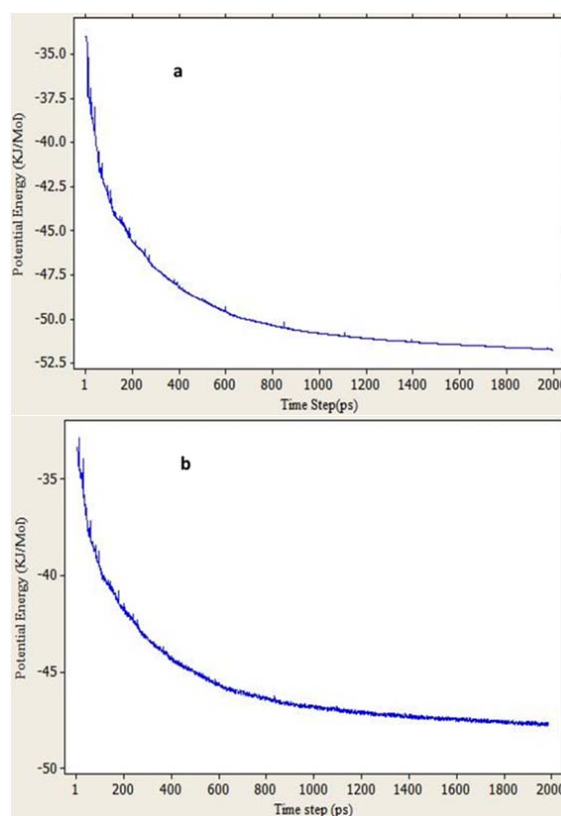 a
Potential Energy (KJ/Mol)
-35.0
-37.5
-40.0
-42.5
-45.0
-47.5
-50.0
-52.5
1 200 400 600 800 1000 1200 1400 1600 1800 2000
Time Step(ps)
b
Potential Energy (KJ/Mol)
-35
-40
-45
-50
1 200 400 600 800 1000 1200 1400 1600 1800 2000
Time step (ps)